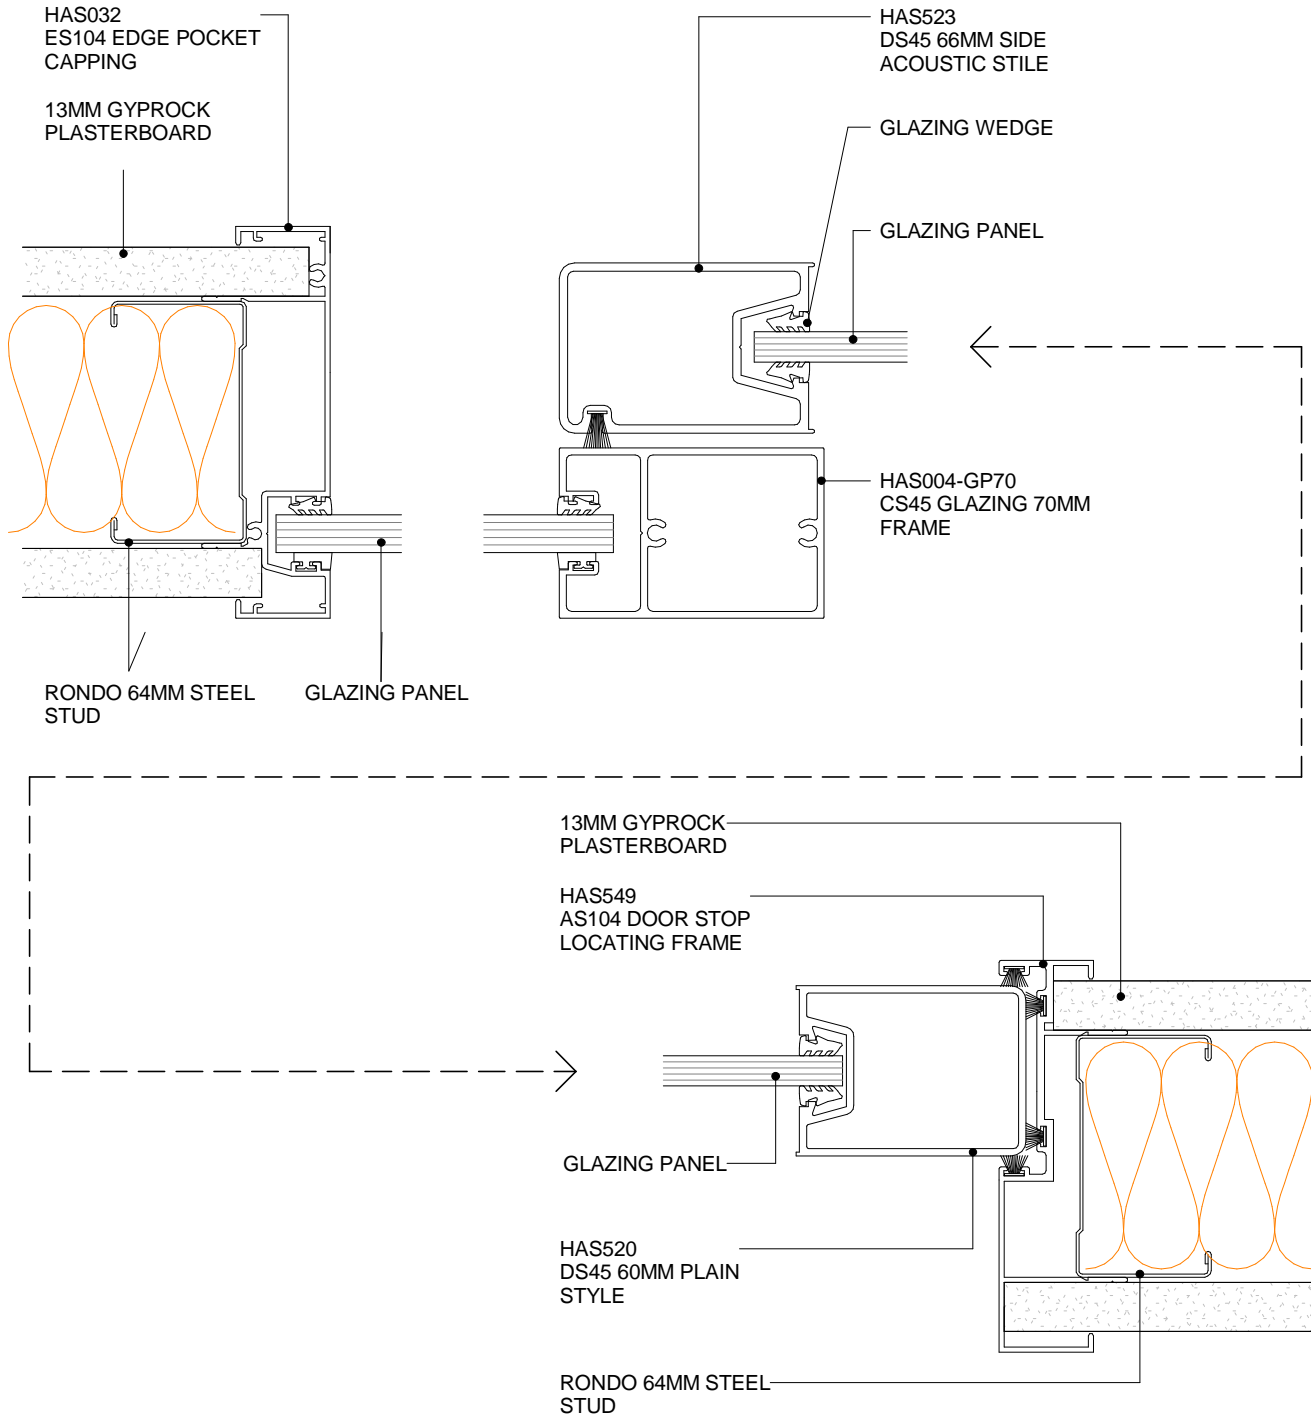 HAS032
ES104 EDGE POCKET
CAPPING
13MM GYPROCK
PLASTERBOARD
HAS523
DS45 66MM SIDE
ACOUSTIC STILE
GLAZING WEDGE
GLAZING PANEL
HAS004-GP70
CS45 GLAZING 70MM
FRAME
RONDO 64MM STEEL
STUD
GLAZING PANEL
13MM GYPROCK
PLASTERBOARD
HAS549
AS104 DOOR STOP
LOCATING FRAME
GLAZING PANEL
HAS520
DS45 60MM PLAIN
STYLE
RONDO 64MM STEEL
STUD